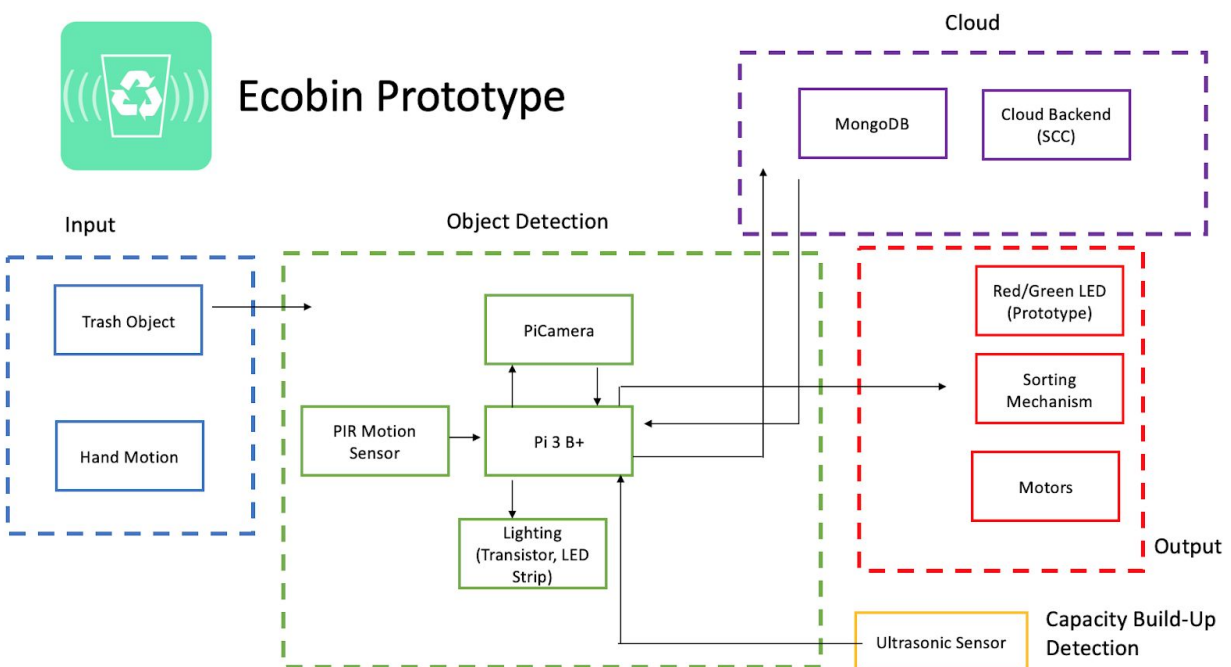 Ecobin Prototype
Cloud
MongoDB
Cloud Backend
(SCC)
Input
Trash Object
Hand Motion
Object Detection
PiCamera
PIR Motion
Sensor
Pi 3 B+
Lighting
(Transistor, LED
Strip)
Red/Green LED
(Prototype)
Sorting
Mechanism
Motors
Output
Ultrasonic Sensor
Capacity Build-Up
Detection